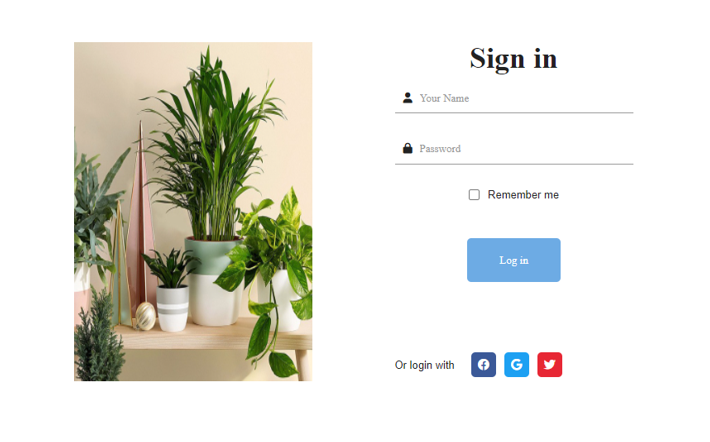 Sign in
Your Name
Password
Remember me
Log in
Or login with